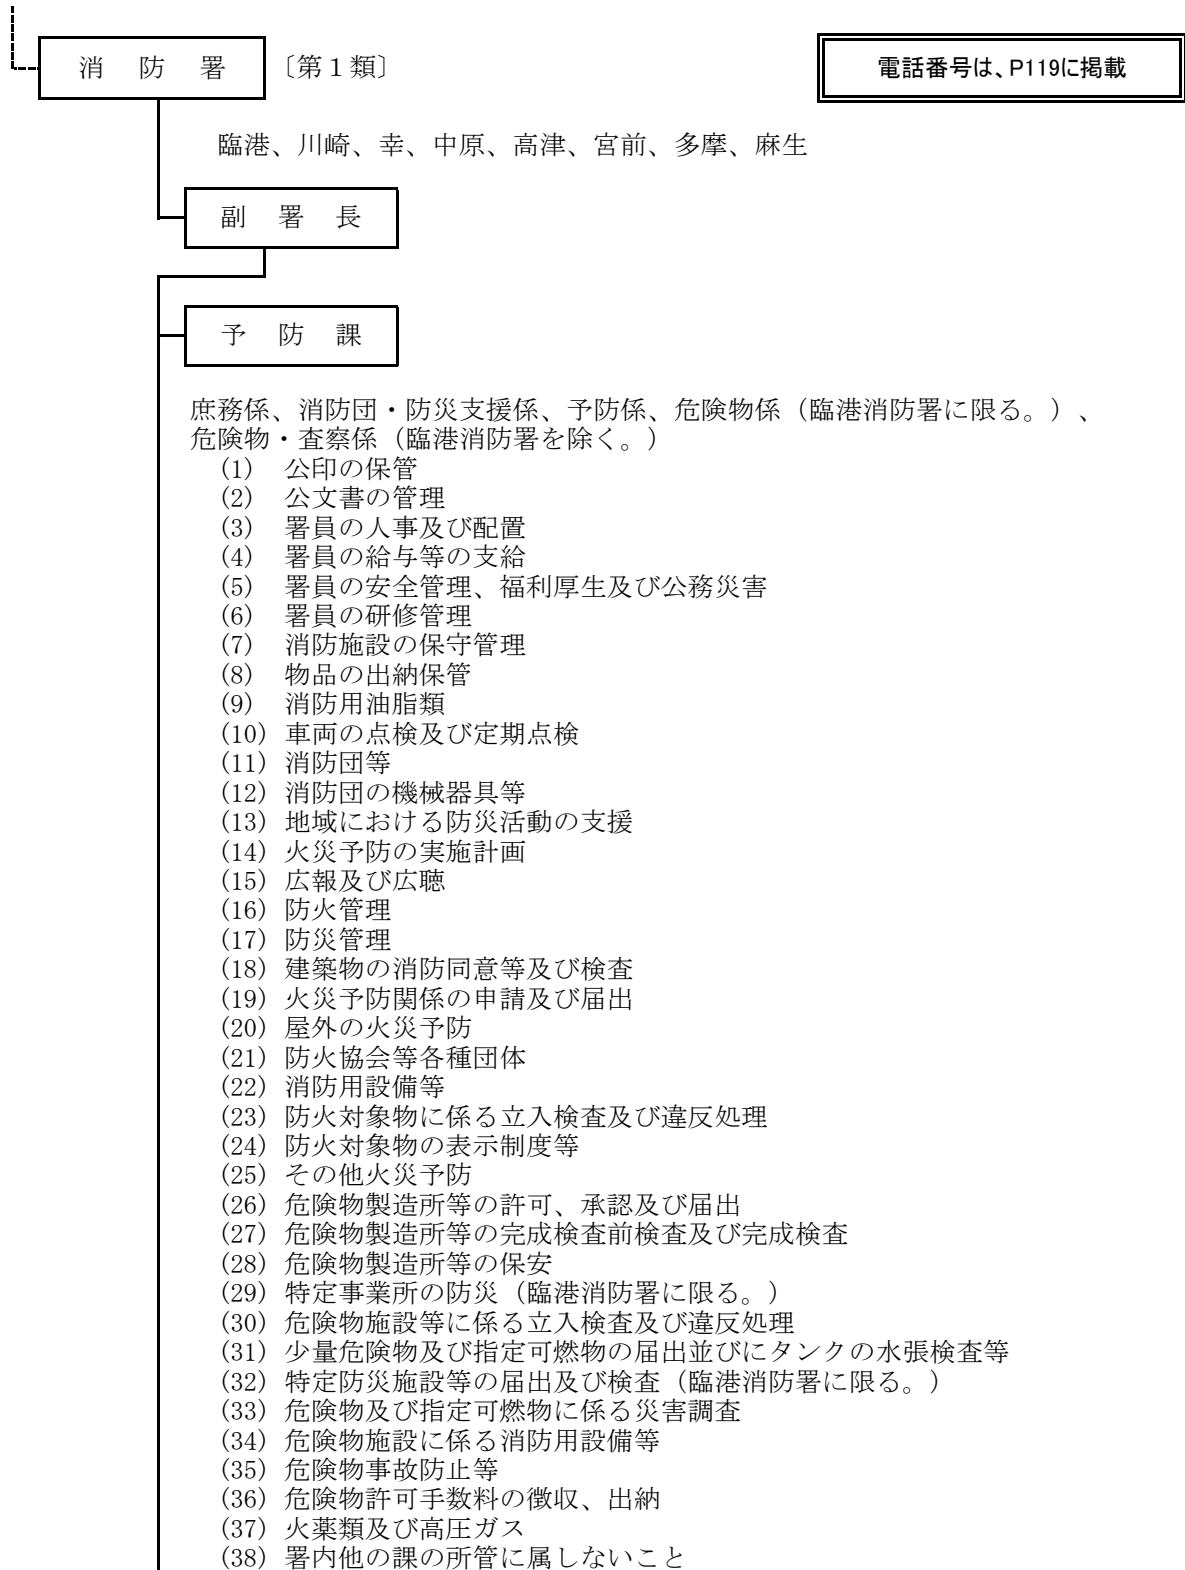 消　防　署　〔第１類〕　電話番号は、P119に掲載
臨港、川崎、幸、中原、高津、宮前、多摩、麻生
副　署　長
予　防　課
庶務係、消防団・防災支援係、予防係、危険物係（臨港消防署に限る。）、
危険物・査察係（臨港消防署を除く。）
(1)　公印の保管
(2)　公文書の管理
(3)　署員の人事及び配置
(4)　署員の給与等の支給
(5)　署員の安全管理、福利厚生及び公務災害
(6)　署員の研修管理
(7)　消防施設の保守管理
(8)　物品の出納保管
(9)　消防用油脂類
(10) 車両の点検及び定期点検
(11) 消防団等
(12) 消防団の機械器具等
(13) 地域における防災活動の支援
(14) 火災予防の実施計画
(15) 広報及び広聴
(16) 防火管理
(17) 防災管理
(18) 建築物の消防同意等及び検査
(19) 火災予防関係の申請及び届出
(20) 屋外の火災予防
(21) 防火協会等各種団体
(22) 消防用設備等
(23) 防火対象物に係る立入検査及び違反処理
(24) 防火対象物の表示制度等
(25) その他火災予防
(26) 危険物製造所等の許可、承認及び届出
(27) 危険物製造所等の完成検査前検査及び完成検査
(28) 危険物製造所等の保安
(29) 特定事業所の防災（臨港消防署に限る。）
(30) 危険物施設等に係る立入検査及び違反処理
(31) 少量危険物及び指定可燃物の届出並びにタンクの水張検査等
(32) 特定防災施設等の届出及び検査（臨港消防署に限る。）
(33) 危険物及び指定可燃物に係る災害調査
(34) 危険物施設に係る消防用設備等
(35) 危険物事故防止等
(36) 危険物許可手数料の徴収、出納
(37) 火薬類及び高圧ガス
(38) 署内他の課の所管に属しないこと